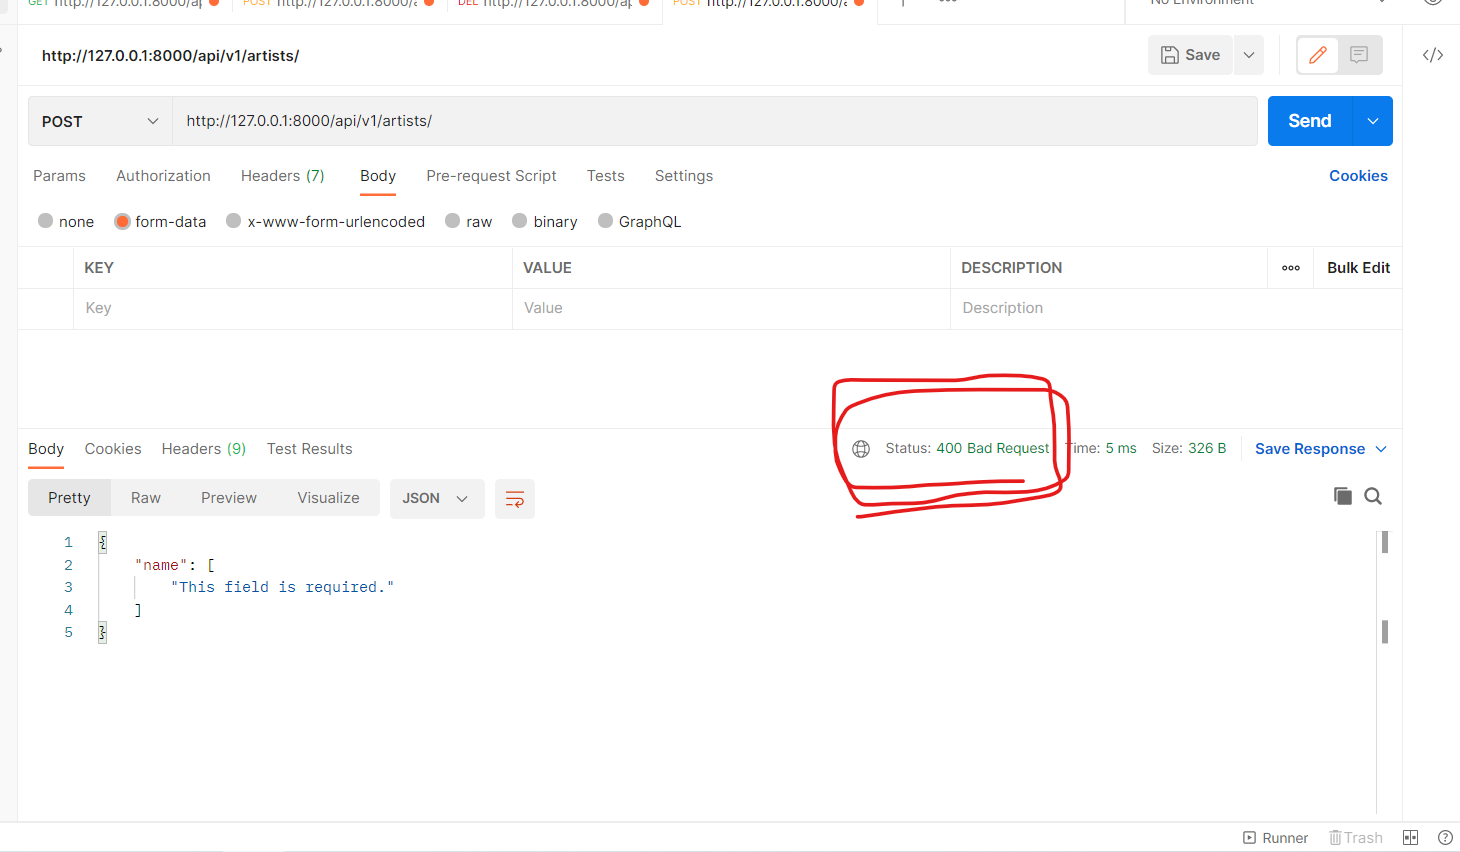 GET http://127.0.0.1:8000/ap
POST http://127.0.0.1:8000/a
DEL http://127.0.0.1:8000/ap
POST http://127.0.0.1:8000/a
No Environment
http://127.0.0.1:8000/api/v1/artists/
Save
POST
http://127.0.0.1:8000/api/v1/artists/
Send
Params Authorization Headers (7) Body Pre-request Script Tests Settings Cookies
none form-data x-www-form-urlencoded raw binary GraphQL
KEY VALUE DESCRIPTION Bulk Edit
Key Value Description
Body Cookies Headers (9) Test Results Status: 400 Bad Request Time: 5 ms Size: 326 B Save Response
Pretty Raw Preview Visualize JSON
1 {
2 "name": [
3 "This field is required."
4 ]
5 }
Runner Trash